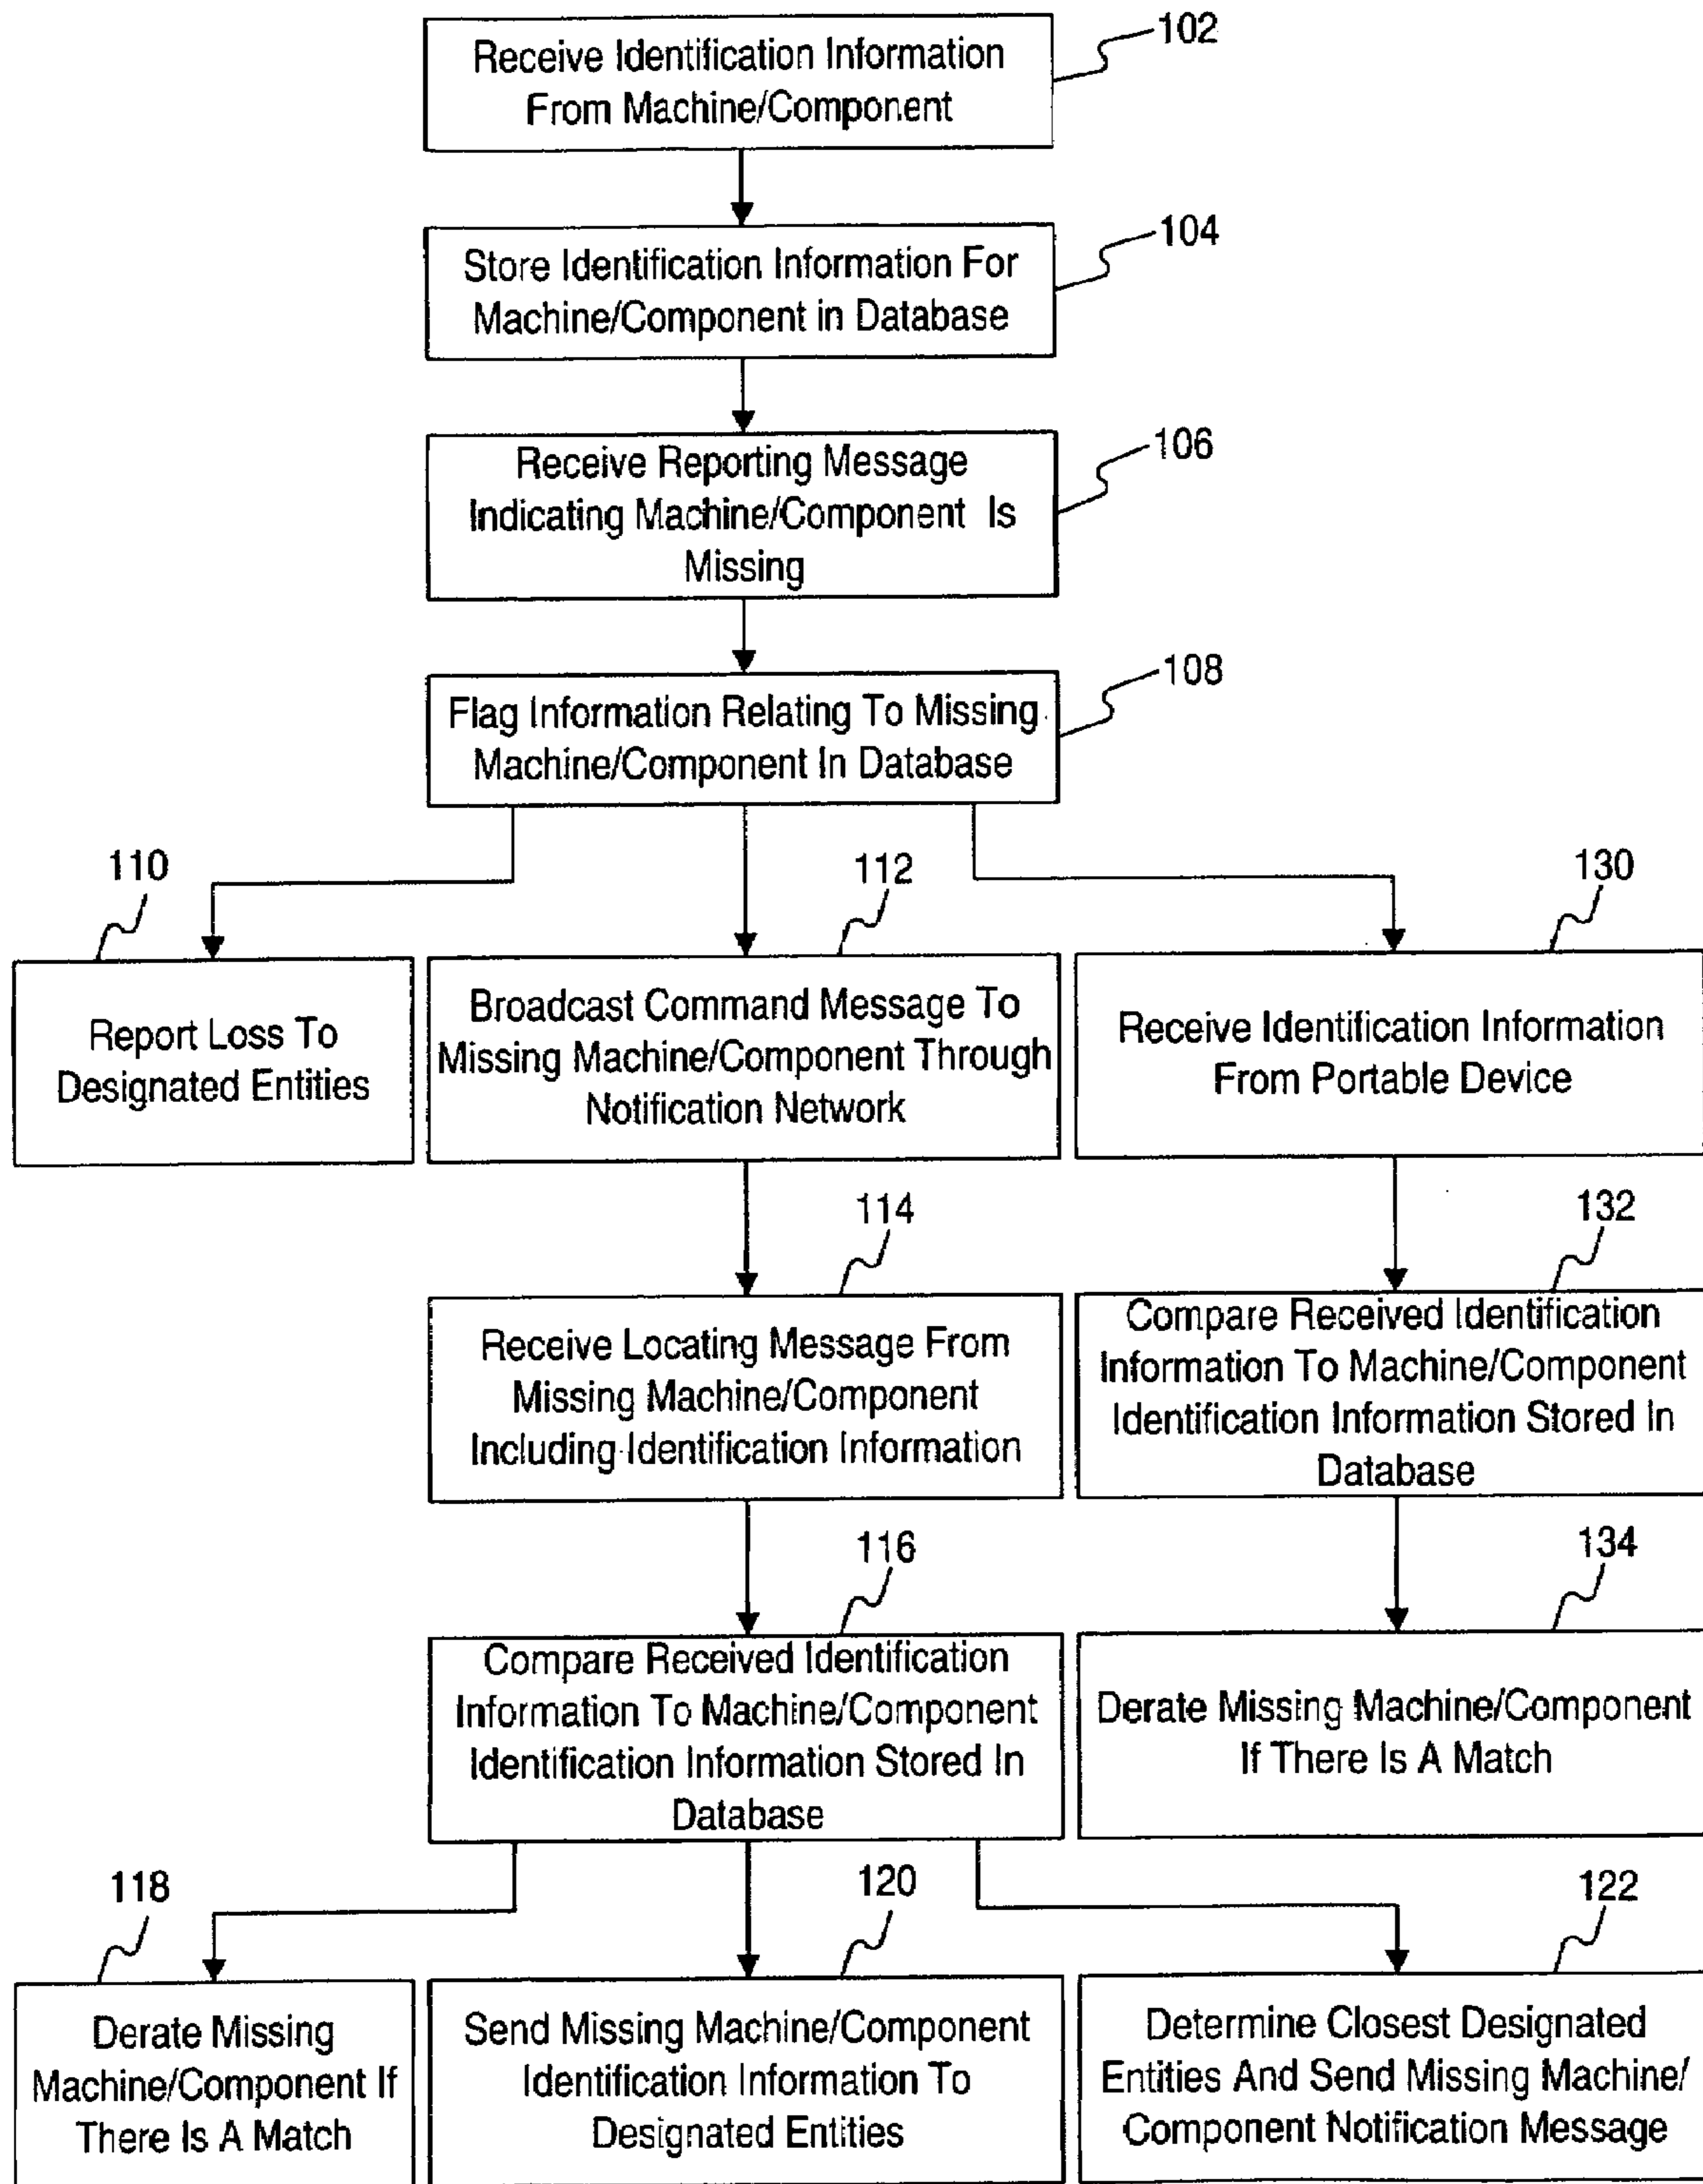 Receive Identification Information
From Machine/Component
102
Store Identification Information For
Machine/Component in Database
104
Receive Reporting Message
Indicating Machine/Component Is
Missing
106
Flag Information Relating To Missing
Machine/Component In Database
108
110
Report Loss To
Designated Entities
112
Broadcast Command Message To
Missing Machine/Component Through
Notification Network
130
Receive Identification Information
From Portable Device
114
Receive Locating Message From
Missing Machine/Component
Including Identification Information
132
Compare Received Identification
Information To Machine/Component
Identification Information Stored In
Database
116
Compare Received Identification
Information To Machine/Component
Identification Information Stored In
Database
134
Derate Missing Machine/Component
If There Is A Match
118
Derate Missing
Machine/Component If
There Is A Match
120
Send Missing Machine/Component
Identification Information To
Designated Entities
122
Determine Closest Designated
Entities And Send Missing Machine/
Component Notification Message